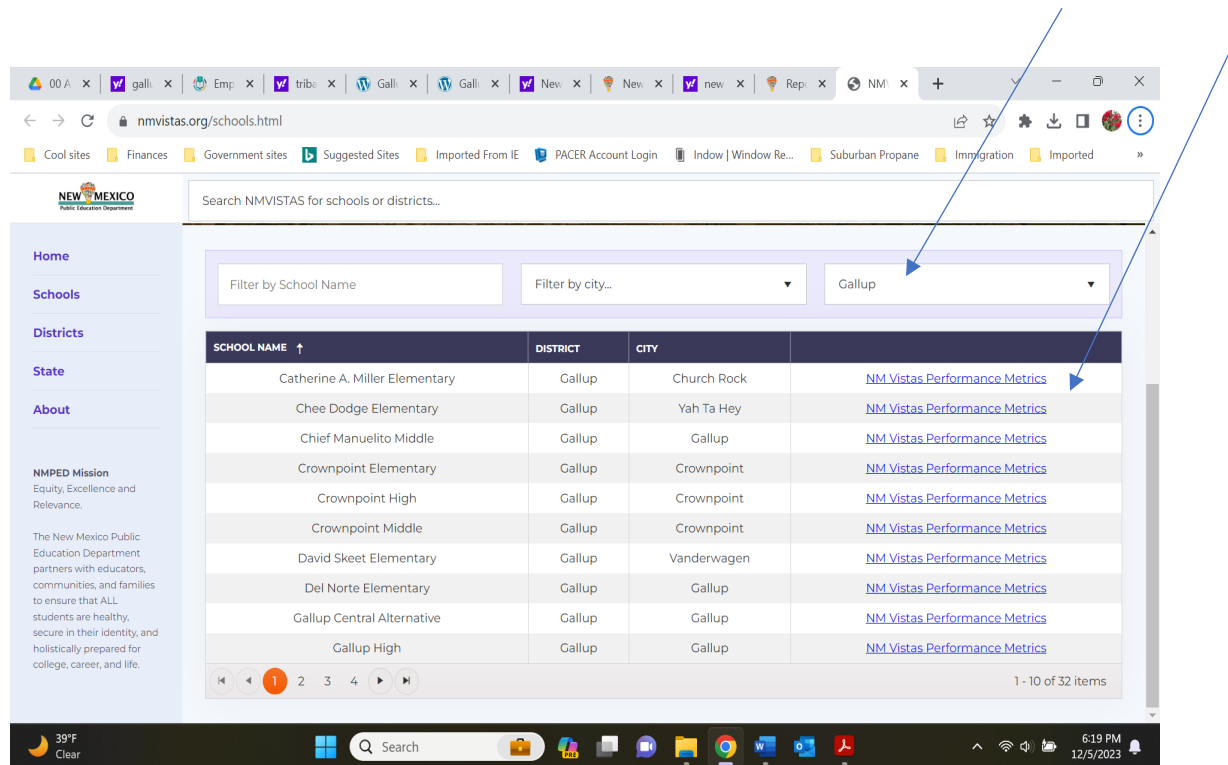 00 A
gall
Emp
triba
Gall
Gall
New
New
new
Repo
NMV
nmvistas.org/schools.html
Cool sites
Finances
Government sites
Suggested Sites
Imported From IE
PACER Account Login
Indow | Window Re...
Suburban Propane
Immigration
Imported
»
NEW MEXICO
Public Education Department
Search NMVISTAS for schools or districts...
Home
Schools
Districts
State
About
NMPED Mission
Equity, Excellence and
Relevance.
The New Mexico Public
Education Department
partners with educators,
communities, and families
to ensure that ALL
students are healthy,
secure in their identity, and
holistically prepared for
college, career, and life.
Filter by School Name Filter by city... Gallup
SCHOOL NAME ↑ DISTRICT CITY
Catherine A. Miller Elementary Gallup Church Rock NM Vistas Performance Metrics
Chee Dodge Elementary Gallup Yah Ta Hey NM Vistas Performance Metrics
Chief Manuelito Middle Gallup Gallup NM Vistas Performance Metrics
Crownpoint Elementary Gallup Crownpoint NM Vistas Performance Metrics
Crownpoint High Gallup Crownpoint NM Vistas Performance Metrics
Crownpoint Middle Gallup Crownpoint NM Vistas Performance Metrics
David Skeet Elementary Gallup Vanderwagen NM Vistas Performance Metrics
Del Norte Elementary Gallup Gallup NM Vistas Performance Metrics
Gallup Central Alternative Gallup Gallup NM Vistas Performance Metrics
Gallup High Gallup Gallup NM Vistas Performance Metrics
1 2 3 4 1 - 10 of 32 items
39°F
Clear
Search
PRE
6:19 PM
12/5/2023